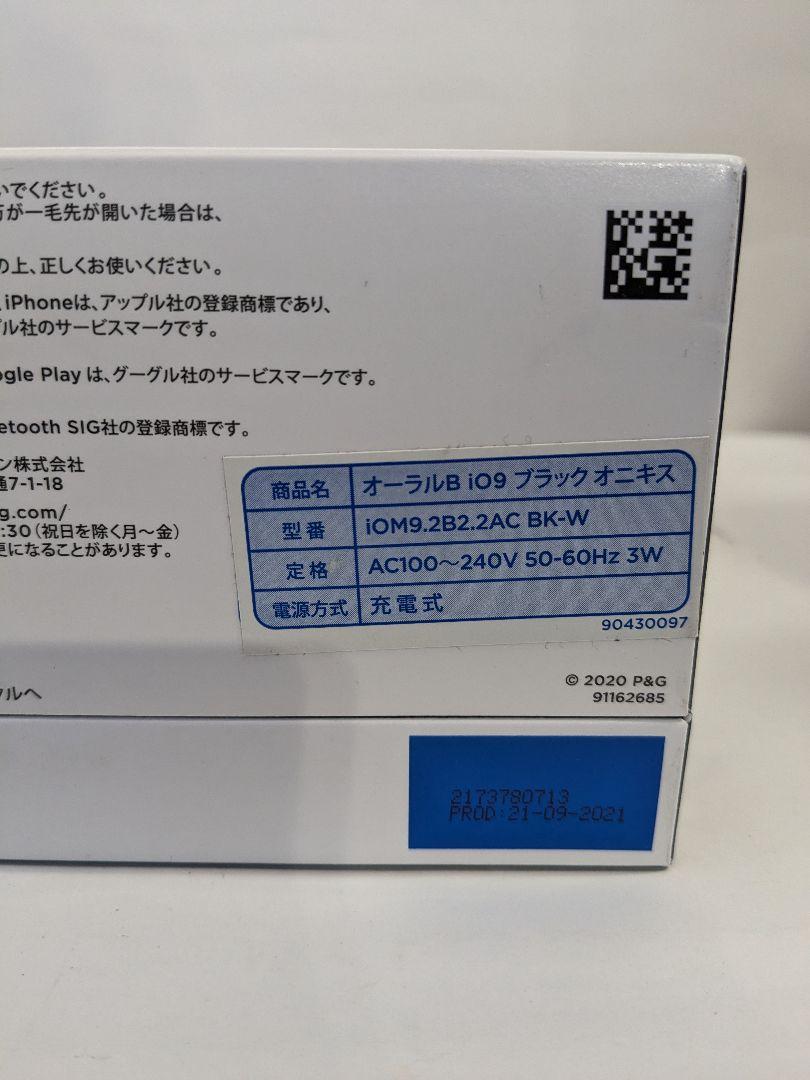 いでください。
が一毛先が開いた場合は、
の上、正しくお使いください。
iPhoneは、アップル社の登録商標であり、
ル社のサービスマークです。
ogle Play は、グーグル社のサービスマークです。
etooth SIG社の登録商標です。
ン株式会社
通7-1-18
g.com/
:30(祝日を除く月〜金)
更になることがあります。
商品名 オーラルB iO9 ブラック オニキス
型番 iOM9.2B2.2AC BK-W
定格 AC100〜240V 50-60Hz 3W
電源方式 充電式
90430097
クルへ
© 2020 P&G
91162685
2173780713
PROD:21-09-2021